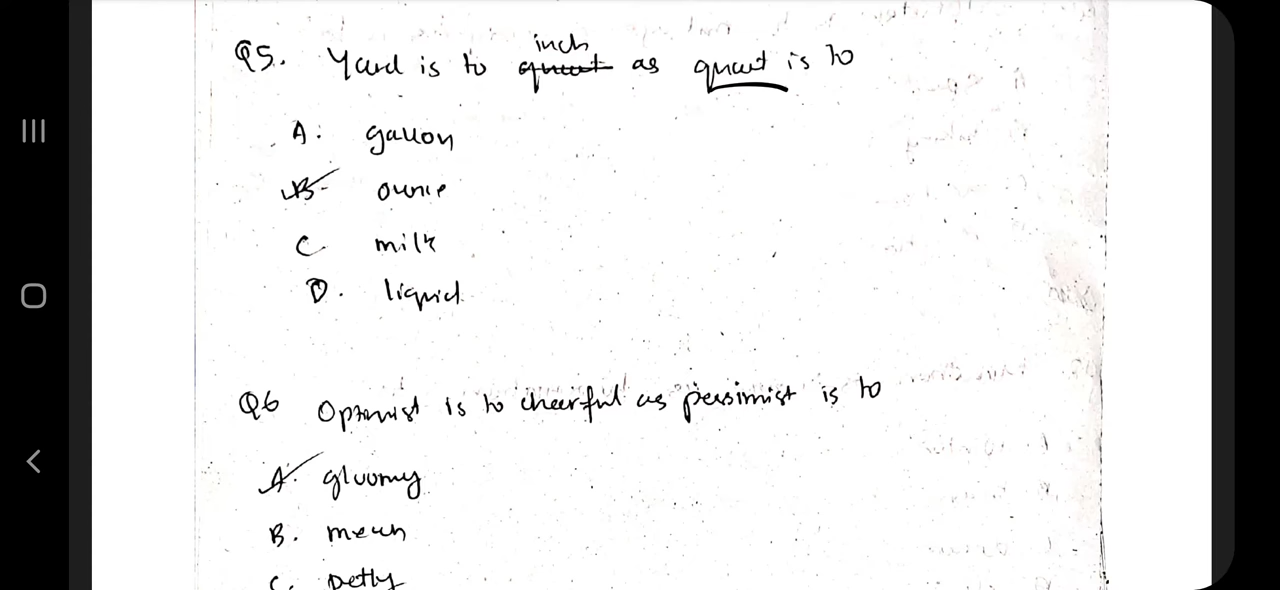 Q5. Yard is to inch as quart is to
A. gallon
B. ounce
C milk
D. liquid
Q6 Optimist is to cheerful as pessimist is to
A. gloomy
B. mean
C. petty